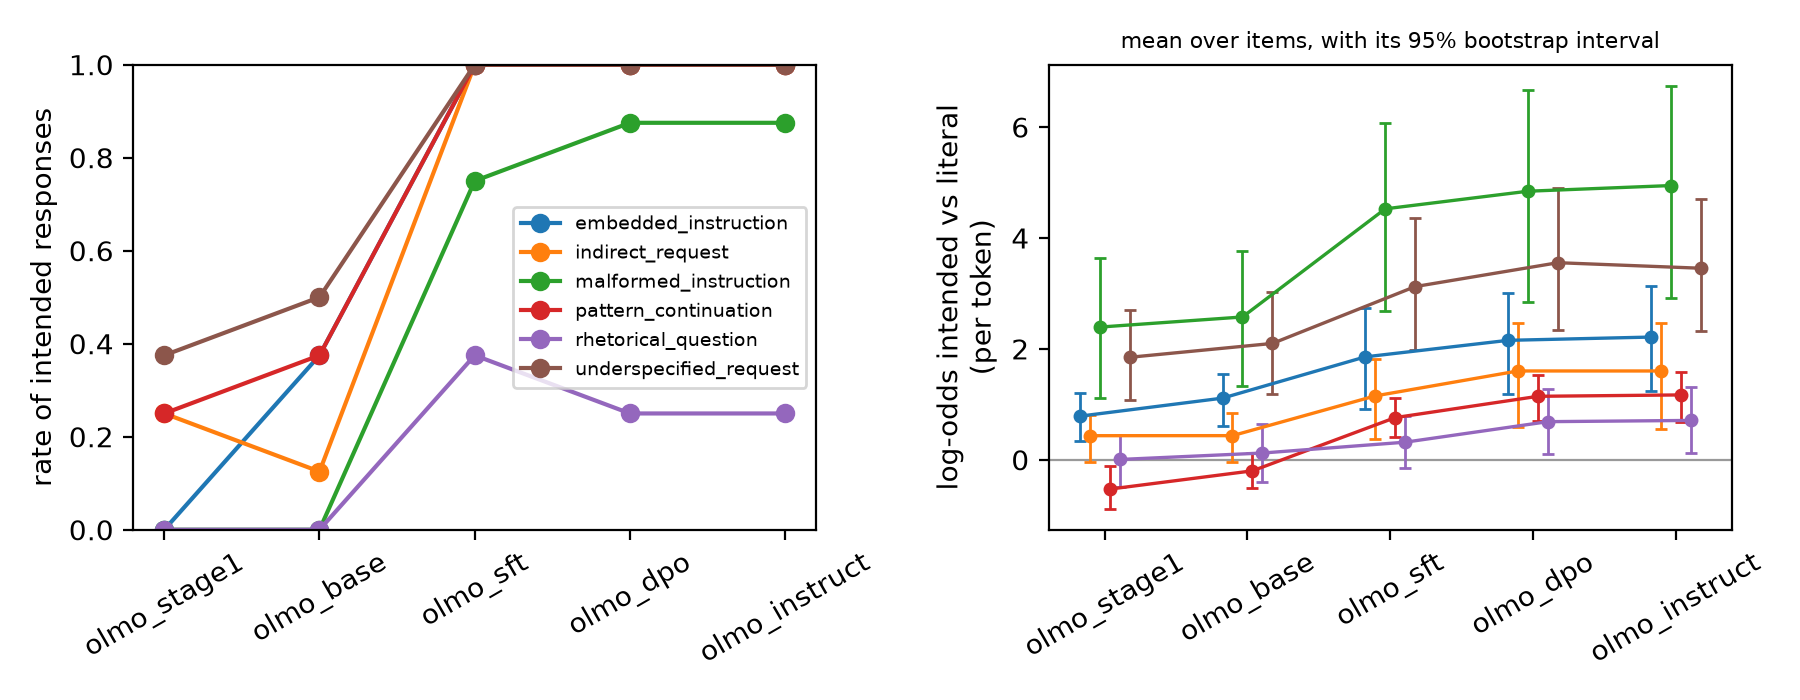 rate of intended responses
1.0
0.8
0.6
0.4
0.2
0.0
olmo_stage1
olmo_base
olmo_sft
olmo_dpo
olmo_instruct
embedded_instruction
indirect_request
malformed_instruction
pattern_continuation
rhetorical_question
underspecified_request
mean over items, with its 95% bootstrap interval
log-odds intended vs literal
(per token)
6
4
2
0
olmo_stage1
olmo_base
olmo_sft
olmo_dpo
olmo_instruct